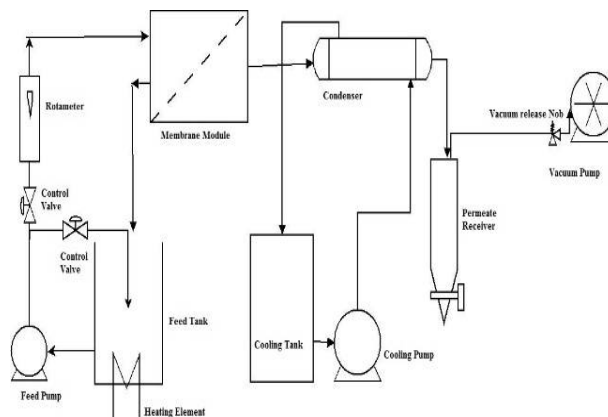 Rotameter
Membrane Module
Condenser
Vacuum release Nob
Vacuum Pump
Control
Valve
Control
Valve
Permeate
Receiver
Feed Tank
Cooling Tank
Cooling Pump
Feed Pump
Heating Element